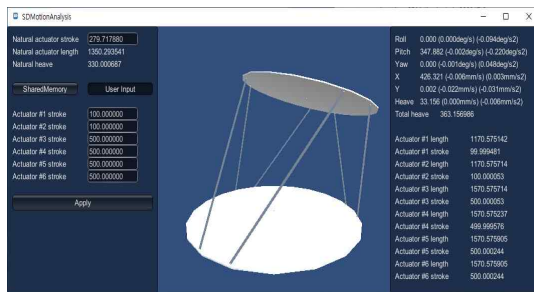 SDMotionAnalysis
Natural actuator stroke 279.717880
Natural actuator length 1350.293541
Natural heave 330.000687
SharedMemory User Input
Actuator #1 stroke 100.000000
Actuator #2 stroke 100.000000
Actuator #3 stroke 500.000000
Actuator #4 stroke 500.000000
Actuator #5 stroke 500.000000
Actuator #6 stroke 500.000000
Apply
Roll 0.000 (0.000deg/s) (-0.094deg/s2)
Pitch 347.882 (-0.002deg/s) (-0.220deg/s2)
Yaw 0.000 (-0.001deg/s) (0.048deg/s2)
X 426.321 (-0.006mm/s) (0.003mm/s2)
Y 0.002 (-0.022mm/s) (-0.031mm/s2)
Heave 33.156 (0.000mm/s) (-0.006mm/s2)
Total heave 363.156986
Actuator #1 length 1170.575142
Actuator #1 stroke 99.999481
Actuator #2 length 1170.575714
Actuator #2 stroke 100.000053
Actuator #3 length 1570.575714
Actuator #3 stroke 500.000053
Actuator #4 length 1570.575237
Actuator #4 stroke 499.999576
Actuator #5 length 1570.575905
Actuator #5 stroke 500.000244
Actuator #6 length 1570.575905
Actuator #6 stroke 500.000244